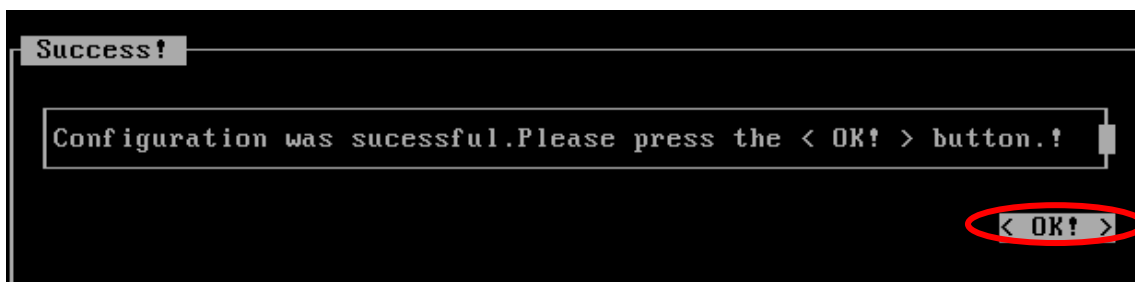 Success!
Configuration was sucessful.Please press the < OK! > button.!
< OK! >